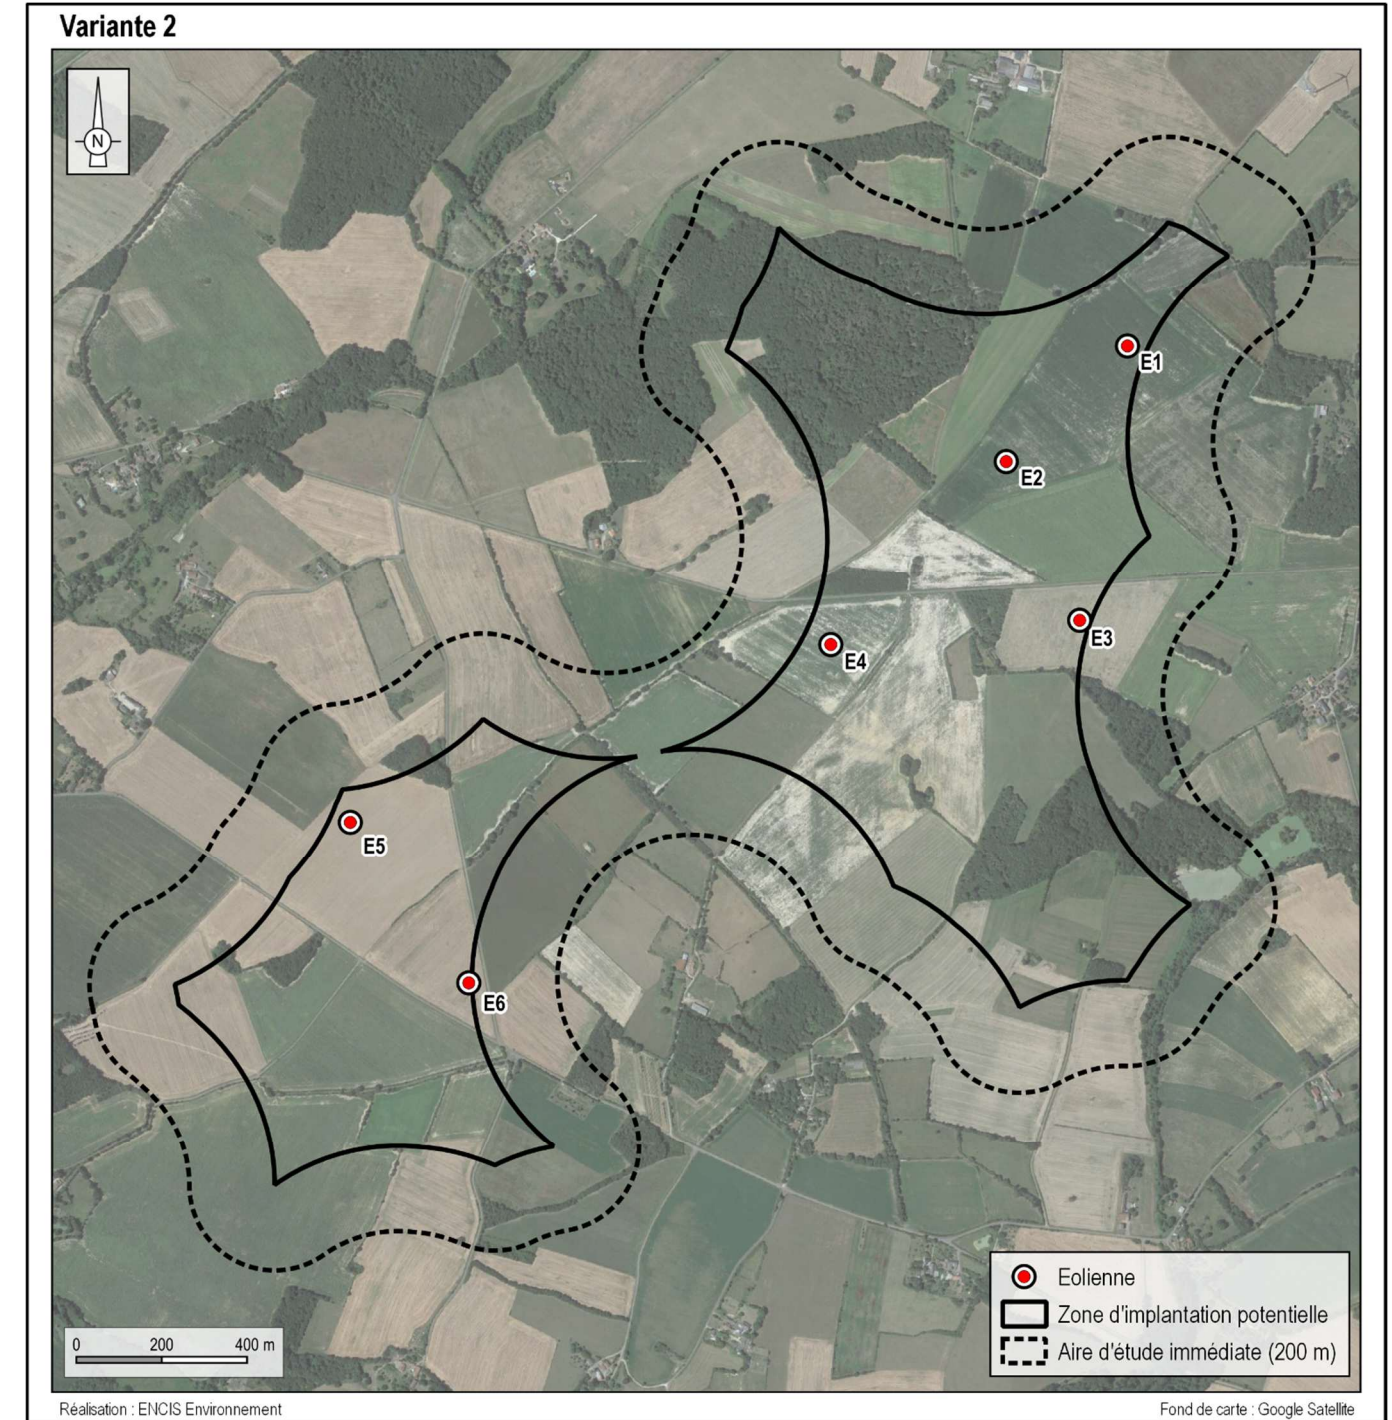 Variante 2
N
E1
E2
E3
E4
E5
E6
Eolienne
Zone d'implantation potentielle
Aire d'étude immédiate (200 m)
0 200 400 m
Réalisation : ENCIS Environnement
Fond de carte : Google Satellite